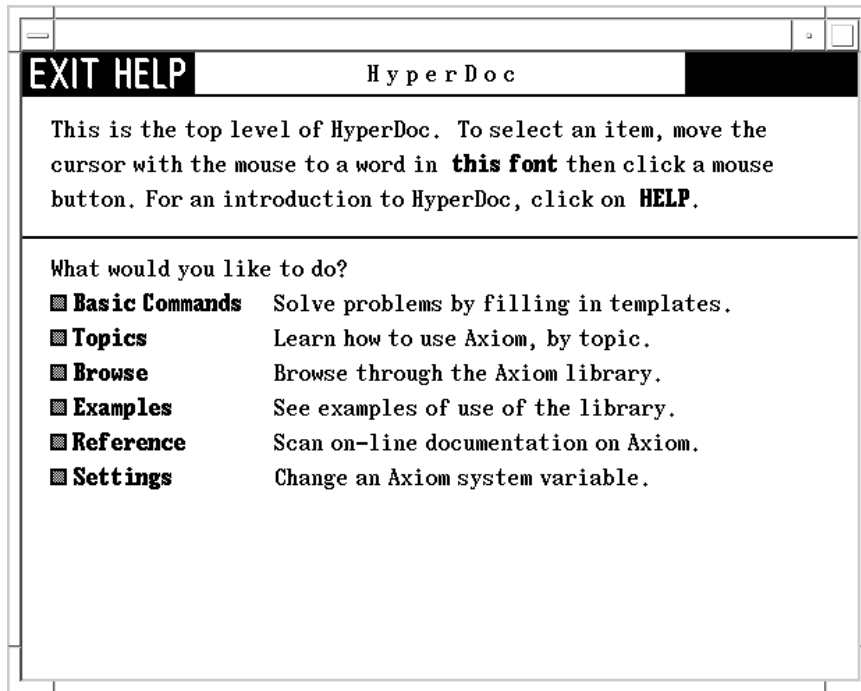 EXIT HELP HyperDoc
This is the top level of HyperDoc. To select an item, move the
cursor with the mouse to a word in this font then click a mouse
button. For an introduction to HyperDoc, click on HELP.
What would you like to do?
Basic Commands Solve problems by filling in templates.
Topics Learn how to use Axiom, by topic.
Browse Browse through the Axiom library.
Examples See examples of use of the library.
Reference Scan on-line documentation on Axiom.
Settings Change an Axiom system variable.